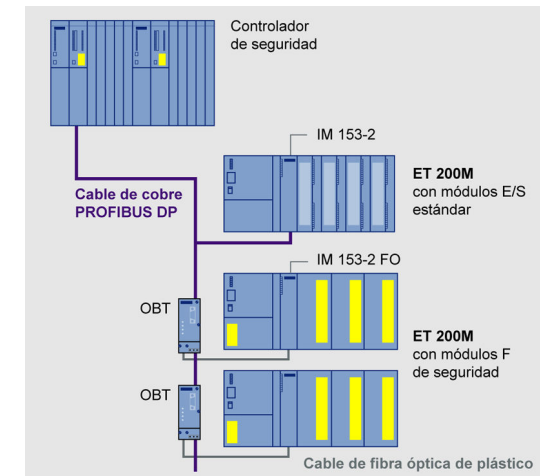 Controlador
de seguridad
IM 153-2
ET 200M
con módulos E/S
estándar
Cable de cobre
PROFIBUS DP
IM 153-2 FO
OBT
ET 200M
con módulos F
de seguridad
OBT
Cable de fibra óptica de plástico